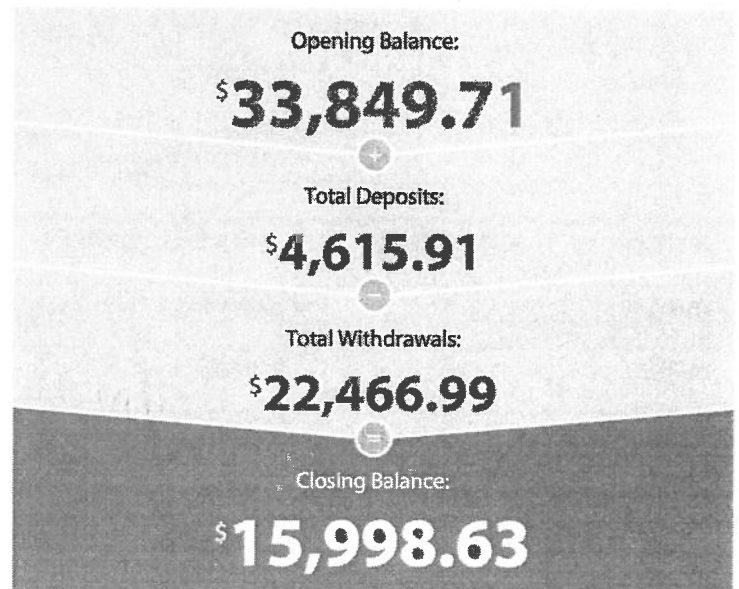 Opening Balance:
$33,849.71
+
Total Deposits:
$4,615.91
−
Total Withdrawals:
$22,466.99
=
Closing Balance:
$15,998.63